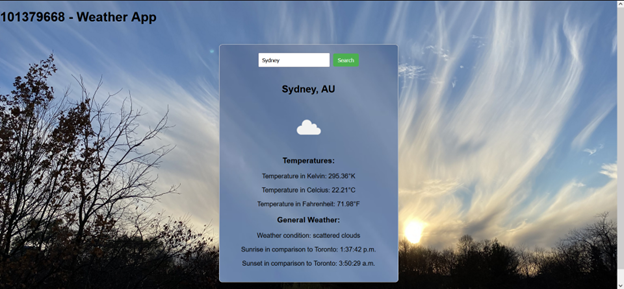 101379668 - Weather App
Sydney
Search
Sydney, AU
Temperatures:
Temperature in Kelvin: 295.36°K
Temperature in Celcius: 22.21°C
Temperature in Fahrenheit: 71.98°F
General Weather:
Weather condition: scattered clouds
Sunrise in comparison to Toronto: 1:37:42 p.m.
Sunset in comparison to Toronto: 3:50:29 a.m.